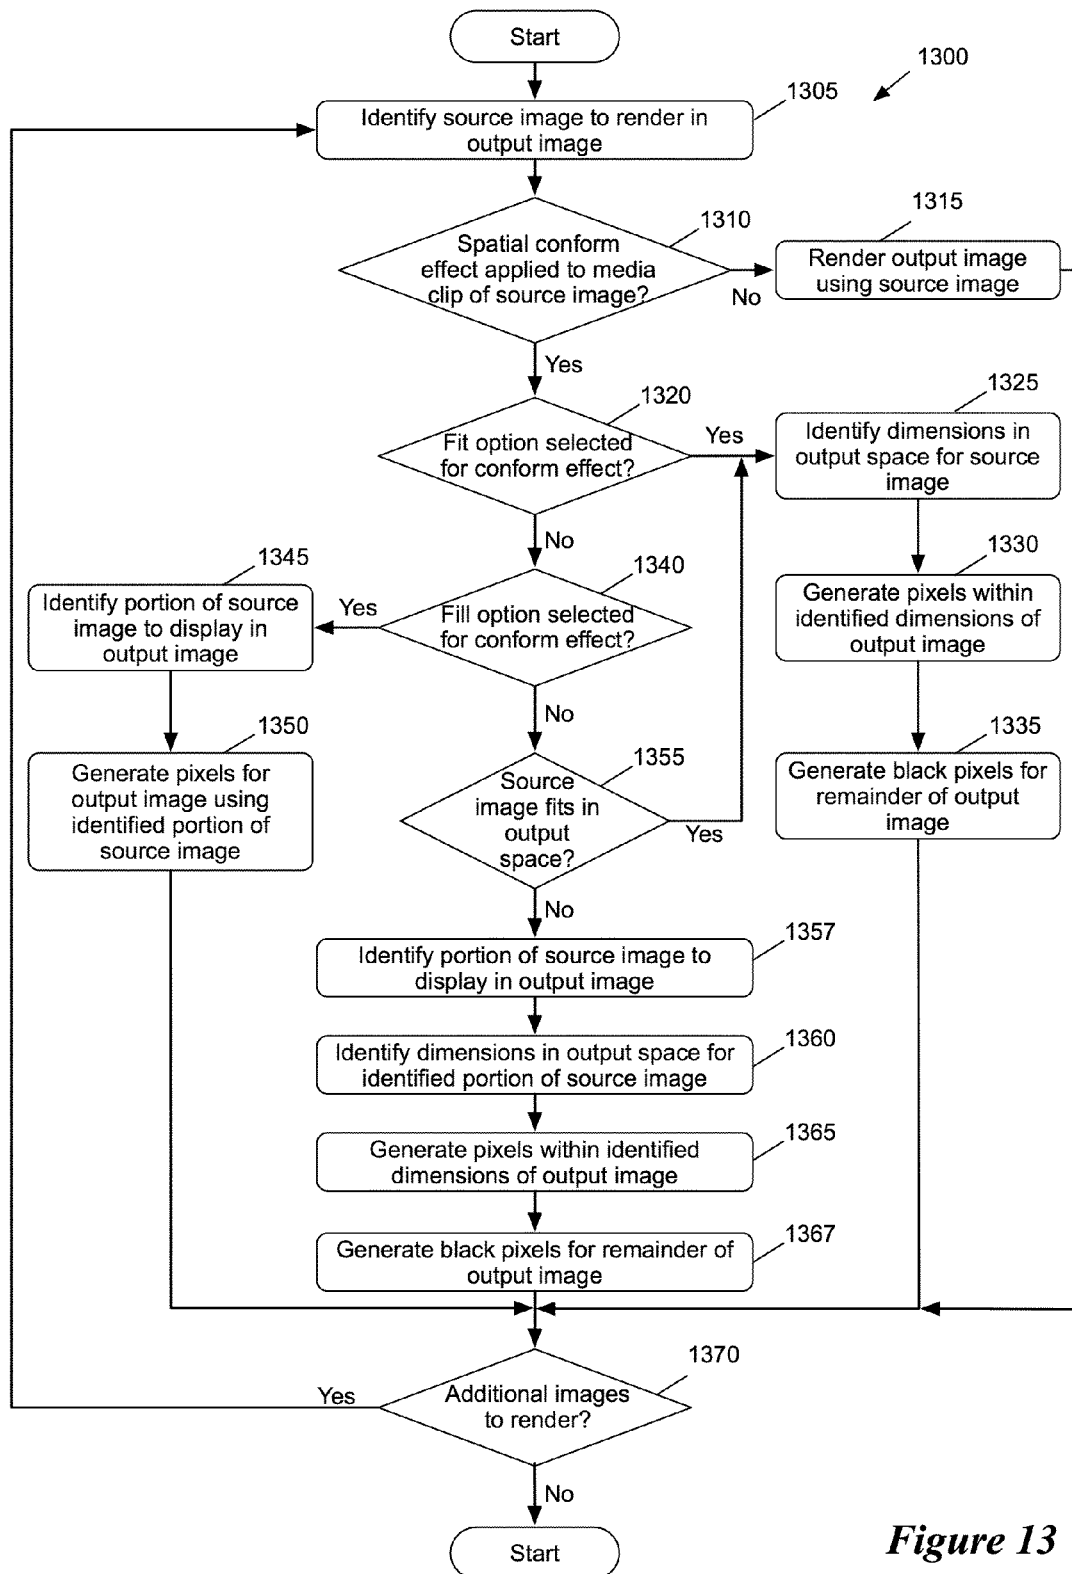 Start
1300
1305
Identify source image to render in
output image
1310
Spatial conform
effect applied to media
clip of source image?
No
1315
Render output image
using source image
Yes
1320
Fit option selected
for conform effect?
Yes
1325
Identify dimensions in
output space for source
image
No
1330
Generate pixels within
identified dimensions of
output image
1335
Generate black pixels for
remainder of output
image
1340
Fill option selected
for conform effect?
Yes
1345
Identify portion of source
image to display in
output image
1350
Generate pixels for
output image using
identified portion of
source image
No
1355
Source
image fits in
output
space?
Yes
No
1357
Identify portion of source image to
display in output image
1360
Identify dimensions in output space for
identified portion of source image
1365
Generate pixels within identified
dimensions of output image
1367
Generate black pixels for remainder of
output image
1370
Additional images
to render?
Yes
No
Start
Figure 13